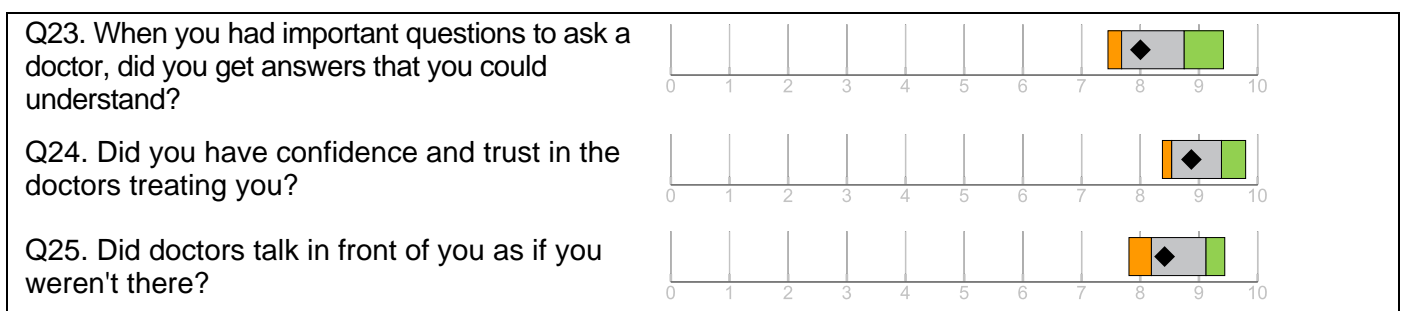 Q23. When you had important questions to ask a
doctor, did you get answers that you could
understand?
0 1 2 3 4 5 6 7 8 9 10
Q24. Did you have confidence and trust in the
doctors treating you?
0 1 2 3 4 5 6 7 8 9 10
Q25. Did doctors talk in front of you as if you
weren't there?
0 1 2 3 4 5 6 7 8 9 10